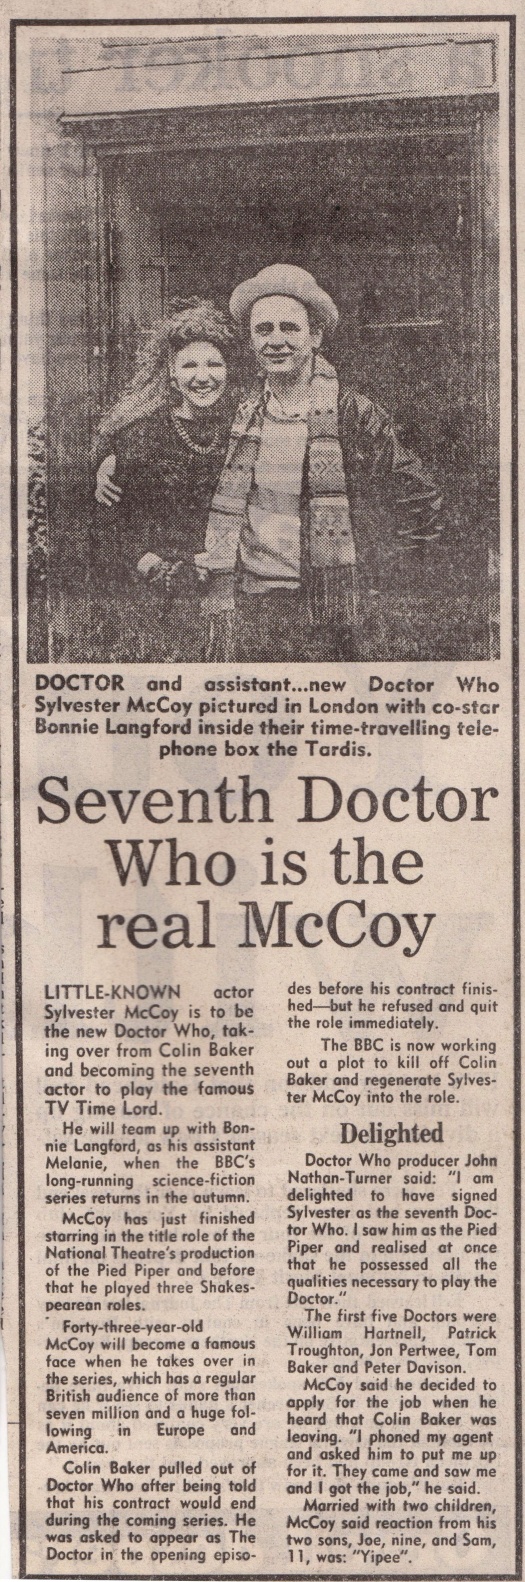 DOCTOR and assistant...new Doctor Who
Sylvester McCoy pictured in London with co-star
Bonnie Langford inside their time-travelling tele-
phone box the Tardis.
Seventh Doctor
Who is the
real McCoy
LITTLE-KNOWN actor
Sylvester McCoy is to be
the new Doctor Who, tak-
ing over from Colin Baker
and becoming the seventh
actor to play the famous
TV Time Lord.
He will team up with Bon-
nie Langford, as his assistant
Melanie, when the BBC's
long-running science-fiction
series returns in the autumn.
McCoy has just finished
starring in the title role of the
National Theatre's production
of the Pied Piper and before
that he played three Shakes-
pearean roles.
Forty-three-year-old
McCoy will become a famous
face when he takes over in
the series, which has a regular
British audience of more than
seven million and a huge fol-
lowing in Europe and
America.
Colin Baker pulled out of
Doctor Who after being told
that his contract would end
during the coming series. He
was asked to appear as The
Doctor in the opening episo-
des before his contract finis-
hed—but he refused and quit
the role immediately.
The BBC is now working
out a plot to kill off Colin
Baker and regenerate Sylves-
ter McCoy into the role.
Delighted
Doctor Who producer John
Nathan-Turner said: "I am
delighted to have signed
Sylvester as the seventh Doc-
tor Who. I saw him as the Pied
Piper and realised at once
that he possessed all the
qualities necessary to play the
Doctor."
The first five Doctors were
William Hartnell, Patrick
Troughton, Jon Pertwee, Tom
Baker and Peter Davison.
McCoy said he decided to
apply for the job when he
heard that Colin Baker was
leaving. "I phoned my agent
and asked him to put me up
for it. They came and saw me
and I got the job," he said.
Married with two children,
McCoy said reaction from his
two sons, Joe, nine, and Sam,
11, was: "Yipee".